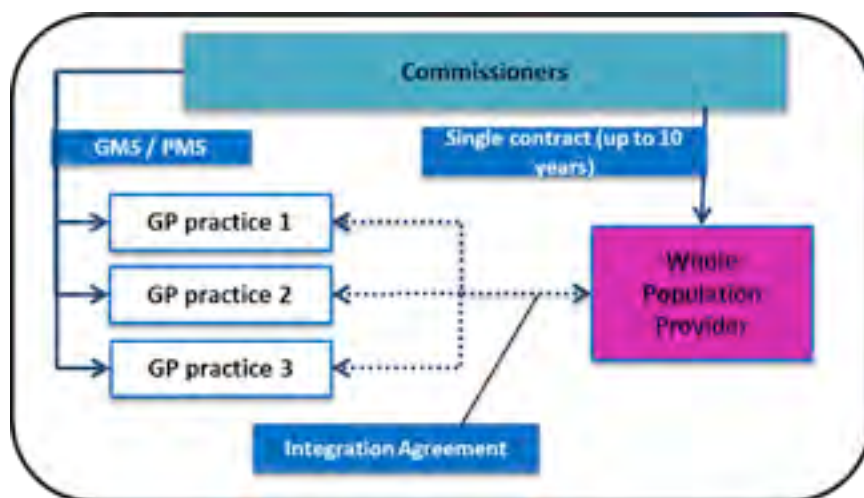 Commissioners
GMS / PMS
Single contract (up to 10
years)
GP practice 1
GP practice 2
GP practice 3
Whole
Population
Provider
Integration Agreement